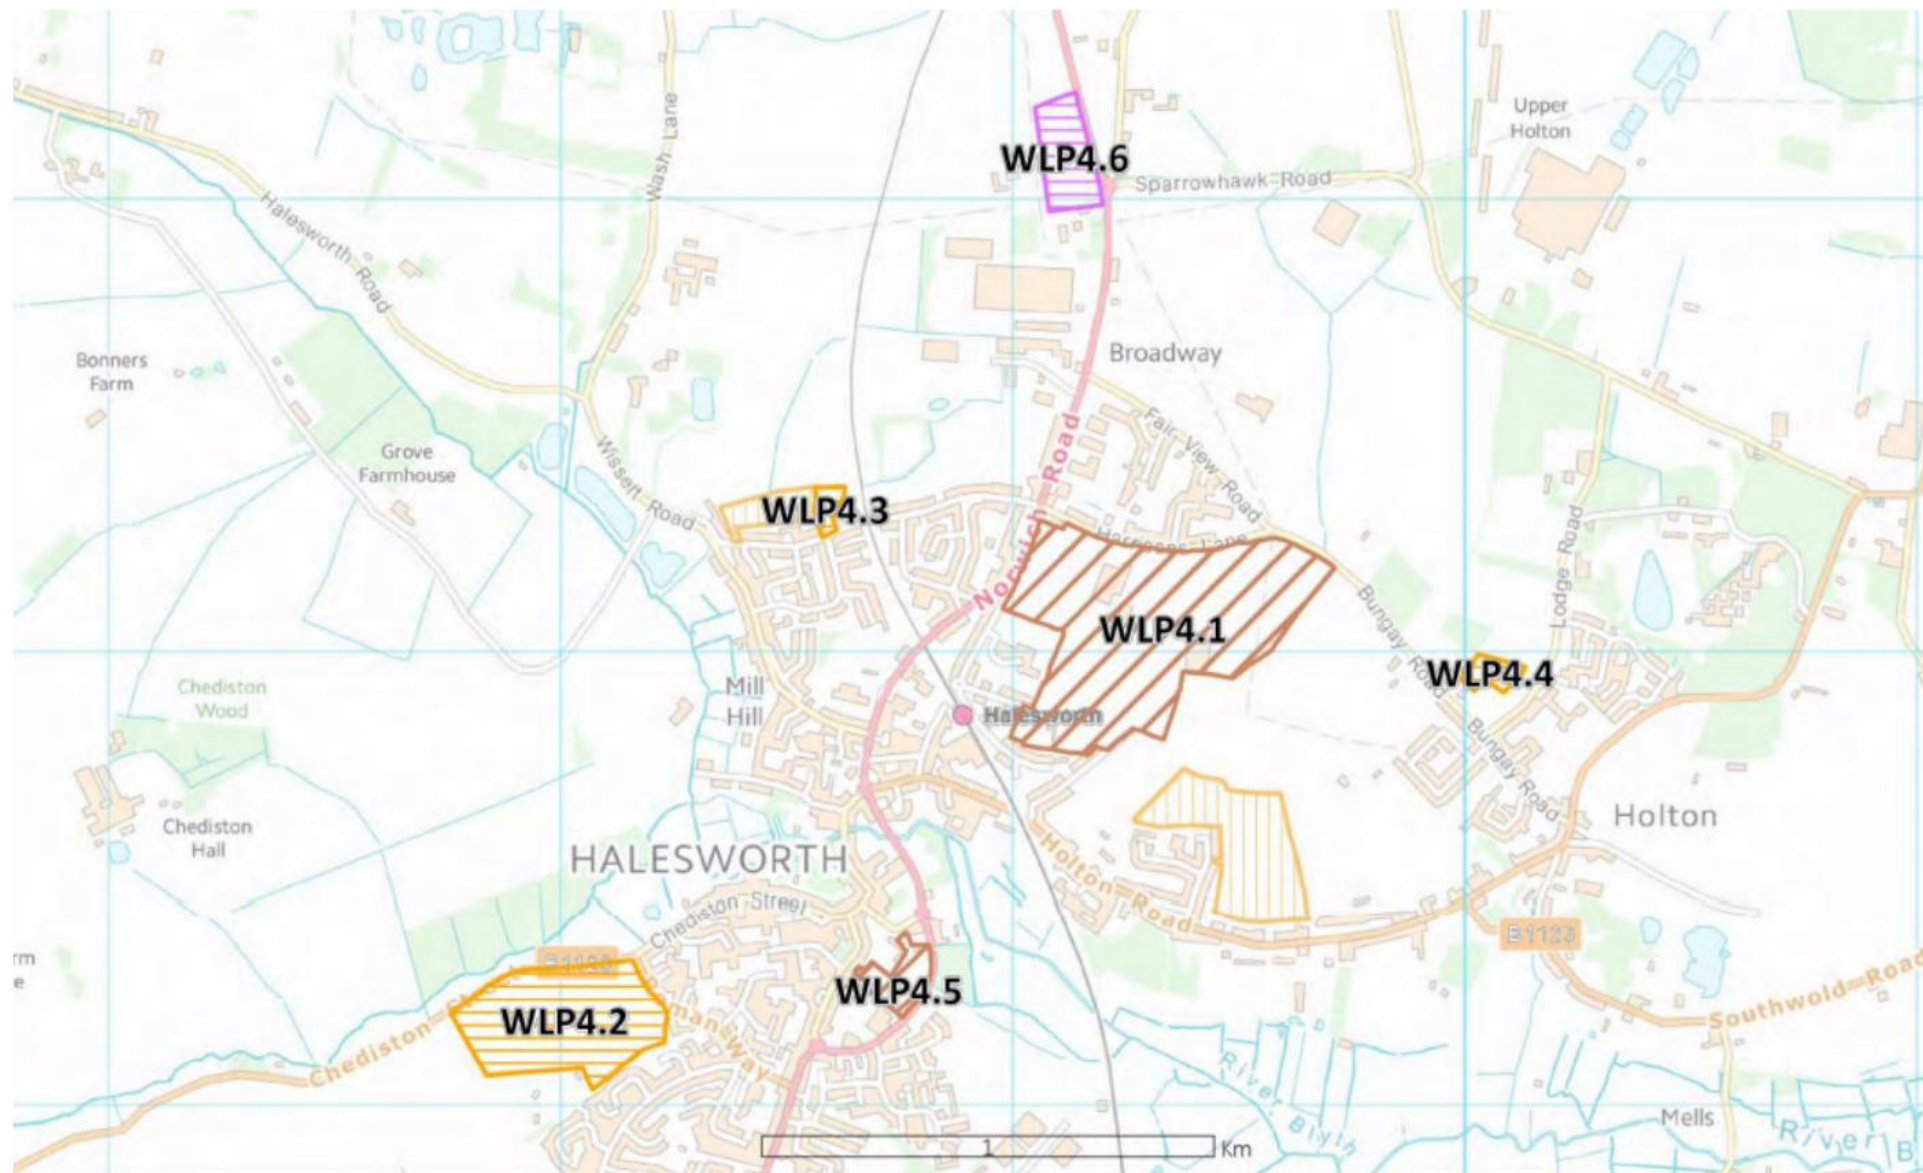 WLP4.6
Upper
Holton
Sparrowhawk Road
Wash Lane
Halesworth Road
Bonners
Farm
Broadway
Grove
Farmhouse
Fair View Road
Norwich Road
Wissett Road
WLP4.3
Harrisons Lane
Lodge Road
WLP4.1
Bungay Road
WLP4.4
Chediston
Wood
Mill
Hill
Halesworth
Bungay Road
Chediston
Hall
Holton
HALESWORTH
Holton Road
Chediston Street
B1123
rm
e
WLP4.5
WLP4.2
Chediston
man Way
Southwold Road
River Blyth
Mells
River B
1
Km